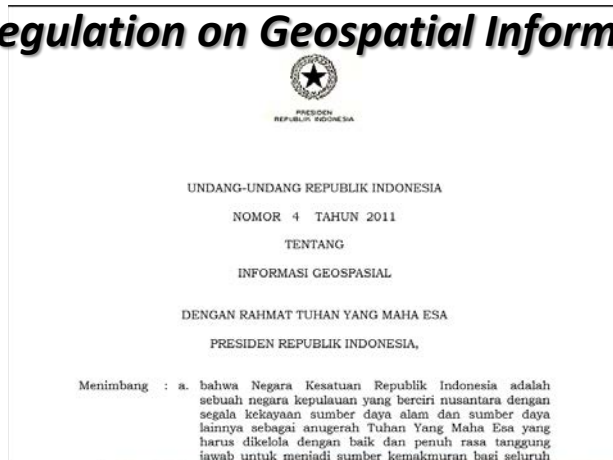 egulation on Geospatial Inform
PRESIDEN
REPUBLIK INDONESIA
UNDANG-UNDANG REPUBLIK INDONESIA
NOMOR 4 TAHUN 2011
TENTANG
INFORMASI GEOSPASIAL
DENGAN RAHMAT TUHAN YANG MAHA ESA
PRESIDEN REPUBLIK INDONESIA,
Menimbang : a. bahwa Negara Kesatuan Republik Indonesia adalah
sebuah negara kepulauan yang berciri nusantara dengan
segala kekayaan sumber daya alam dan sumber daya
lainnya sebagai anugerah Tuhan Yang Maha Esa yang
harus dikelola dengan baik dan penuh rasa tanggung
jawab untuk menjadi sumber kemakmuran bagi seluruh